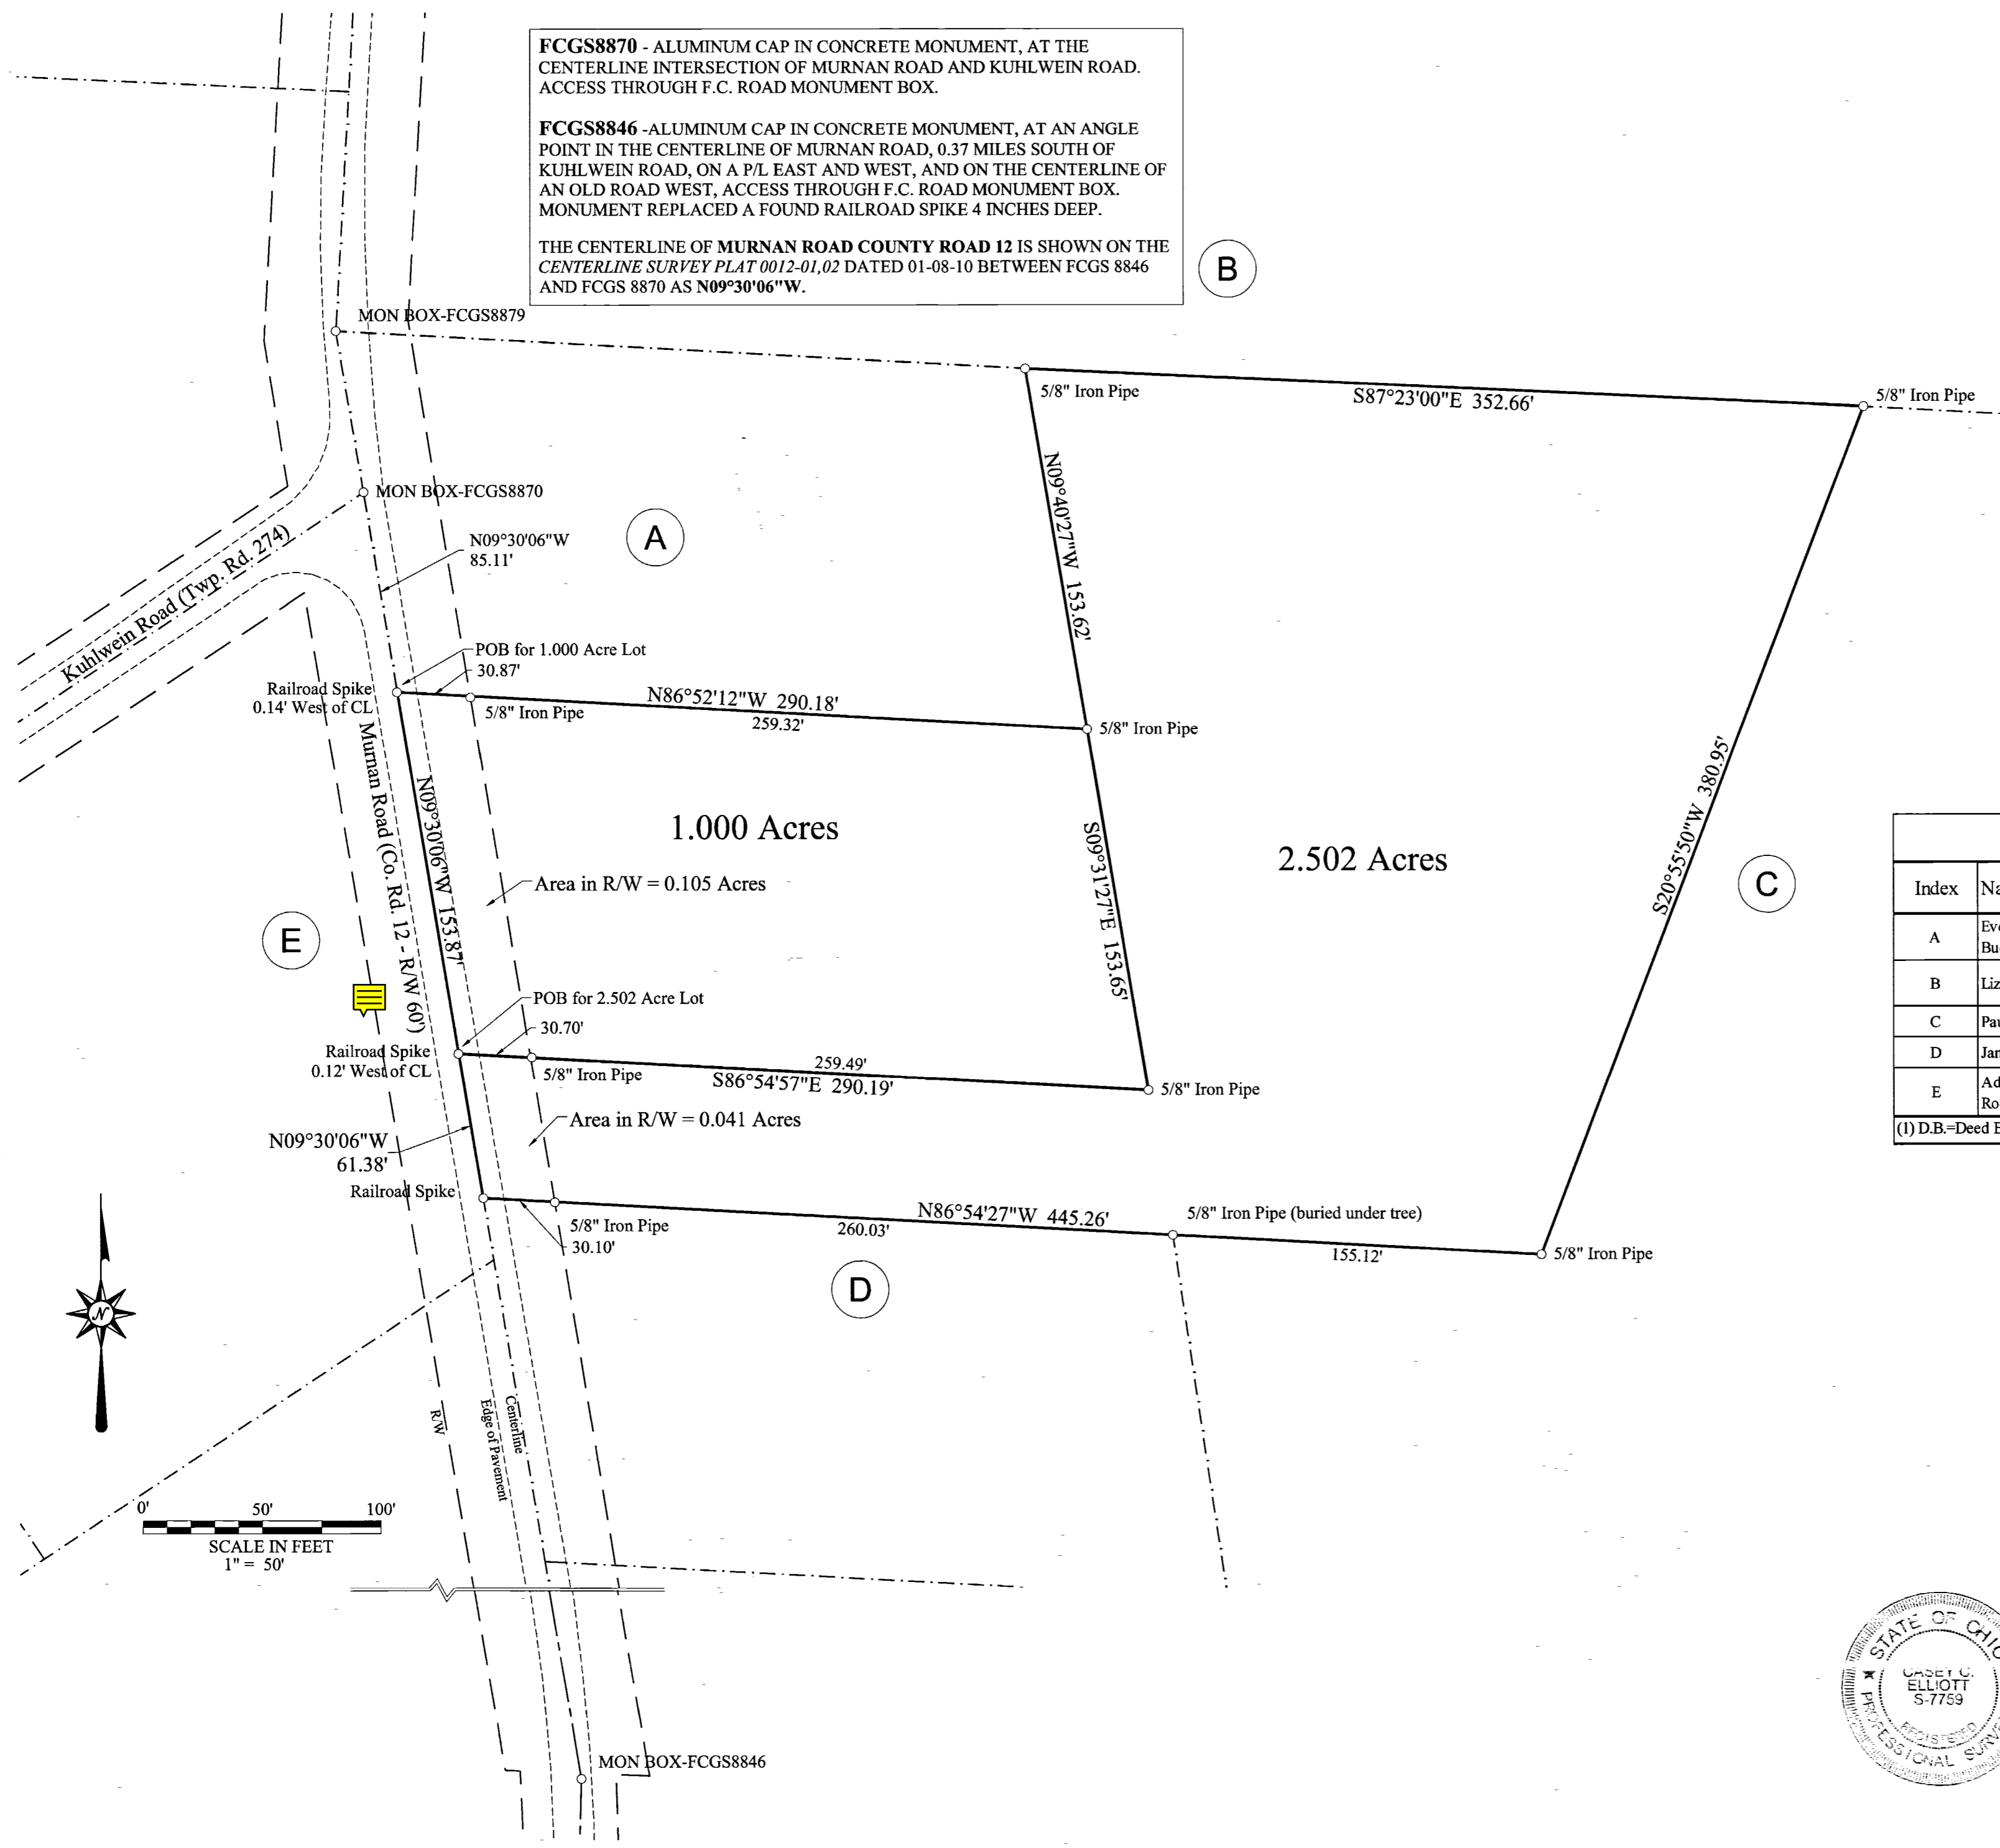 FCGS8870 - ALUMINUM CAP IN CONCRETE MONUMENT, AT THE
CENTERLINE INTERSECTION OF MURNAN ROAD AND KUHLWEIN ROAD.
ACCESS THROUGH F.C. ROAD MONUMENT BOX.
FCGS8846 -ALUMINUM CAP IN CONCRETE MONUMENT, AT AN ANGLE
POINT IN THE CENTERLINE OF MURNAN ROAD, 0.37 MILES SOUTH OF
KUHLWEIN ROAD, ON A P/L EAST AND WEST, AND ON THE CENTERLINE OF
AN OLD ROAD WEST, ACCESS THROUGH F.C. ROAD MONUMENT BOX.
MONUMENT REPLACED A FOUND RAILROAD SPIKE 4 INCHES DEEP.
THE CENTERLINE OF MURNAN ROAD COUNTY ROAD 12 IS SHOWN ON THE
CENTERLINE SURVEY PLAT 0012-01,02 DATED 01-08-10 BETWEEN FCGS 8846
AND FCGS 8870 AS N09°30'06"W.
B
MON BOX-FCGS8879
5/8" Iron Pipe
S87°23'00"E 352.66'
5/8" Iron Pipe
MON BOX-FCGS8870
N09°30'06"W
85.11'
A
N09°40'27"W 153.62'
Kuhlwein Road (Twp. Rd. 274)
POB for 1.000 Acre Lot
30.87'
Railroad Spike
0.14' West of CL
5/8" Iron Pipe
N86°52'12"W 290.18'
259.32'
5/8" Iron Pipe
Murnan Road (Co. Rd. 12 - R/W 60')
N09°30'06"W 153.87'
1.000 Acres
Area in R/W = 0.105 Acres
S09°31'27"E 153.65'
2.502 Acres
S20°55'50"W 380.95'
C
E
POB for 2.502 Acre Lot
30.70'
Railroad Spike
0.12' West of CL
5/8" Iron Pipe
259.49'
S86°54'57"E 290.19'
5/8" Iron Pipe
Area in R/W = 0.041 Acres
N09°30'06"W
61.38'
Railroad Spike
5/8" Iron Pipe
30.10'
N86°54'27"W 445.26'
260.03'
5/8" Iron Pipe (buried under tree)
155.12'
5/8" Iron Pipe
D
N
R/W
Edge of Pavement
Centerline
0' 50' 100'
SCALE IN FEET
1" = 50'
MON BOX-FCGS8846
Index Na
A Eve
Bu
B Liz
C Pau
D Jan
E Ad
Ro
(1) D.B.=Deed B
STATE OF OHIO
CASEY C.
ELLIOTT
S-7759
REGISTERED
PROFESSIONAL SURVE